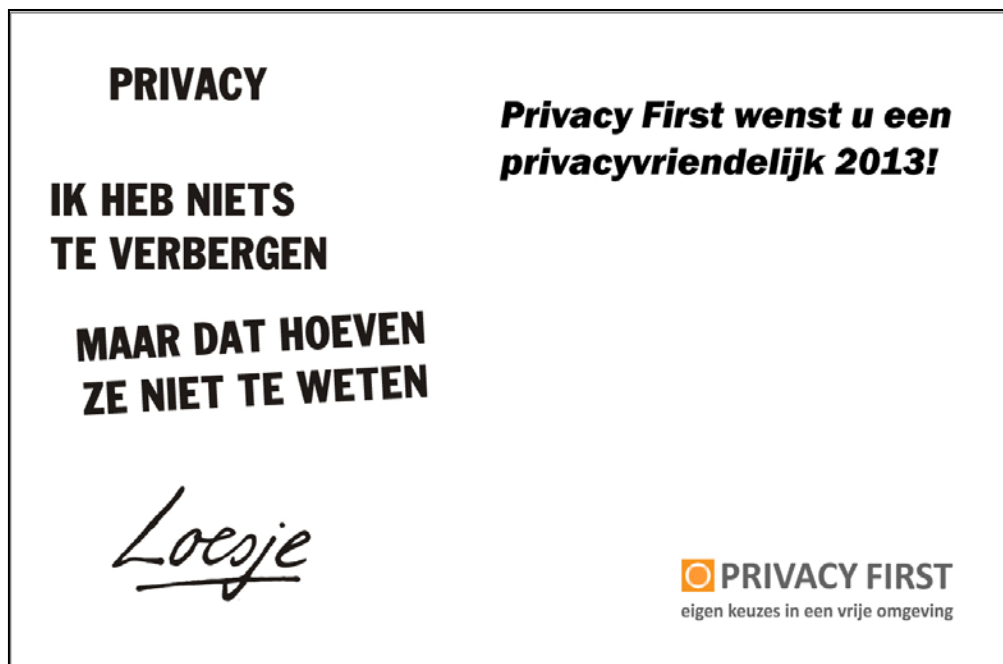 PRIVACY
IK HEB NIETS
TE VERBERGEN
MAAR DAT HOEVEN
ZE NIET TE WETEN
Loesje
Privacy First wenst u een
privacyvriendelijk 2013!
PRIVACY FIRST
eigen keuzes in een vrije omgeving